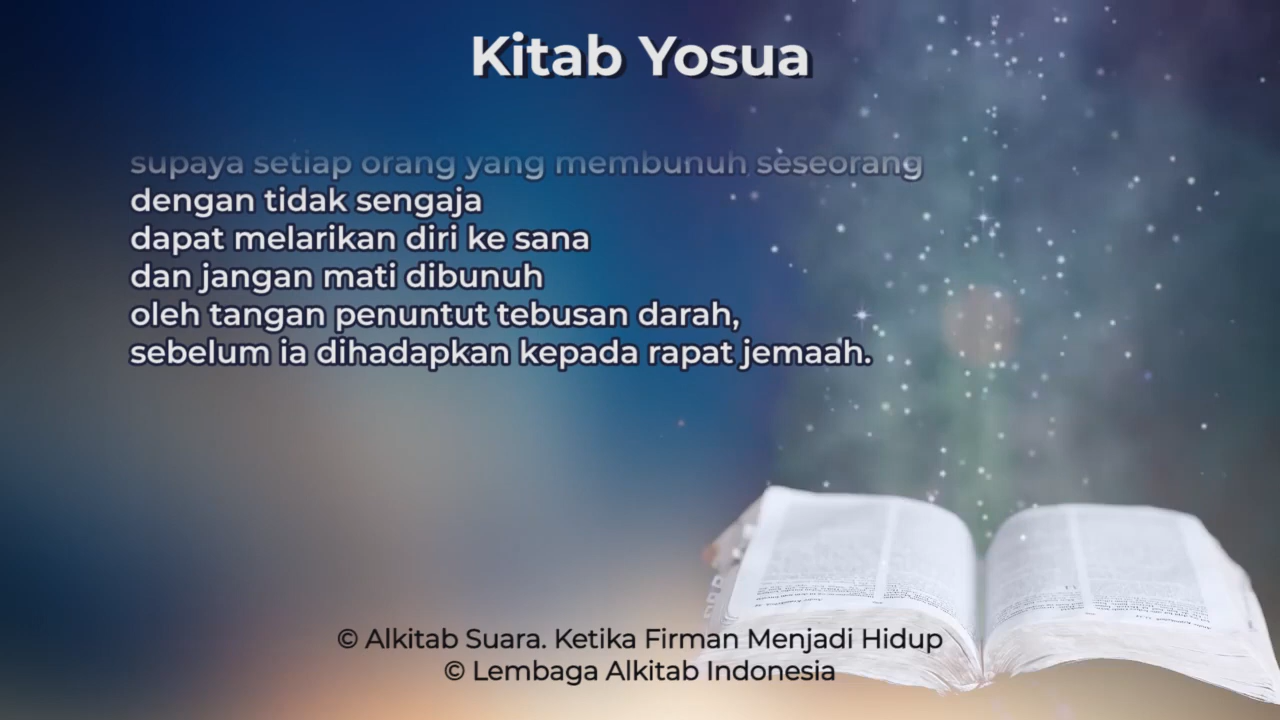 Kitab Yosua
supaya setiap orang yang membunuh seseorang
dengan tidak sengaja
dapat melarikan diri ke sana
dan jangan mati dibunuh
oleh tangan penuntut tebusan darah,
sebelum ia dihadapkan kepada rapat jemaah.
© Alkitab Suara. Ketika Firman Menjadi Hidup
© Lembaga Alkitab Indonesia